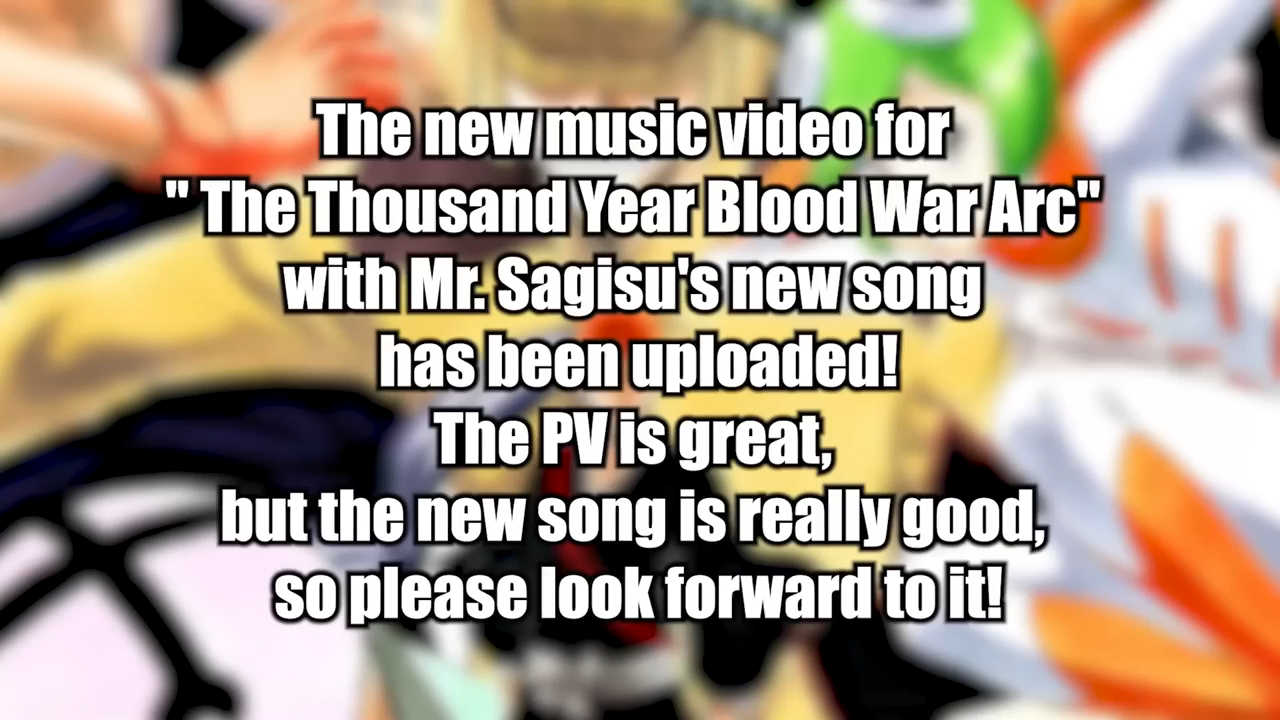 The new music video for
" The Thousand Year Blood War Arc"
with Mr. Sagisu's new song
has been uploaded!
The PV is great,
but the new song is really good,
so please look forward to it!